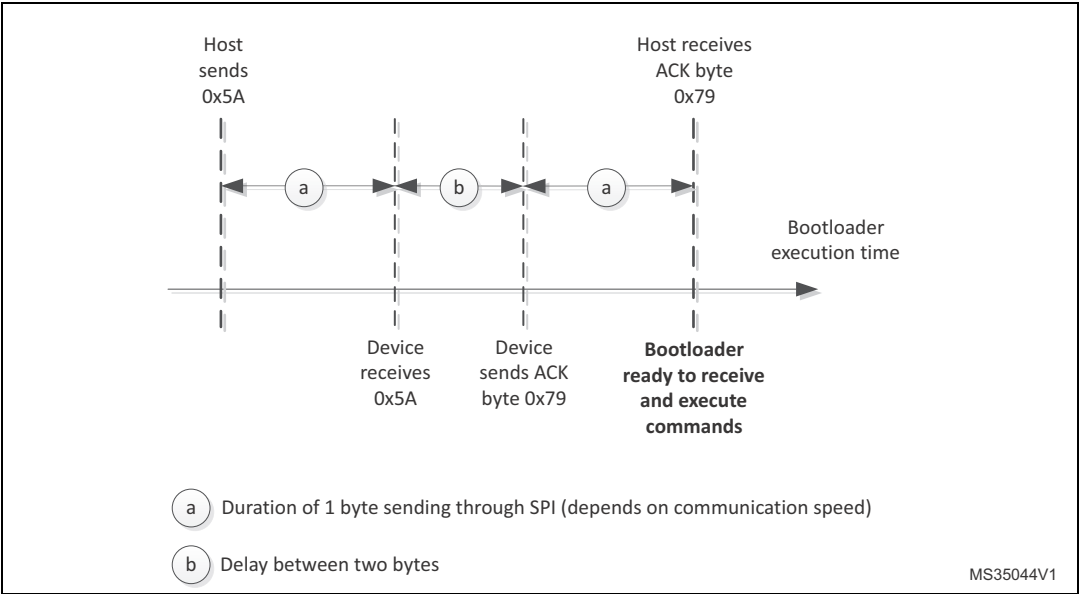 Host
sends
0x5A
Host receives
ACK byte
0x79
a
b
a
Bootloader
execution time
Device
receives
0x5A
Device
sends ACK
byte 0x79
Bootloader
ready to receive
and execute
commands
a Duration of 1 byte sending through SPI (depends on communication speed)
b Delay between two bytes
MS35044V1